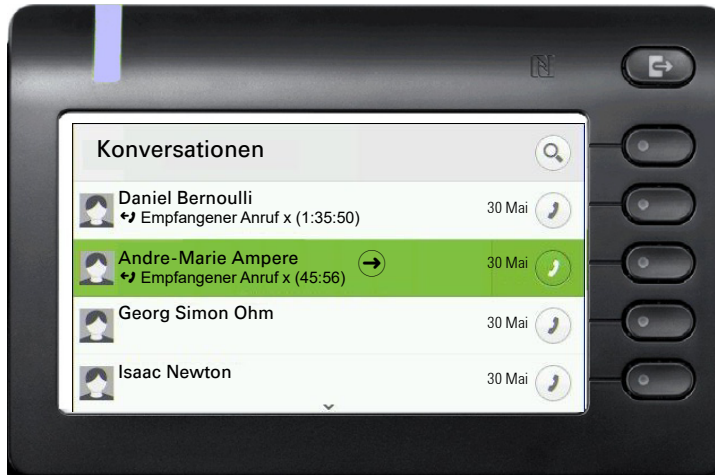 Konversationen
Daniel Bernoulli
30 Mai
Empfangener Anruf x (1:35:50)
Andre-Marie Ampere
30 Mai
Empfangener Anruf x (45:56)
Georg Simon Ohm
30 Mai
Isaac Newton
30 Mai